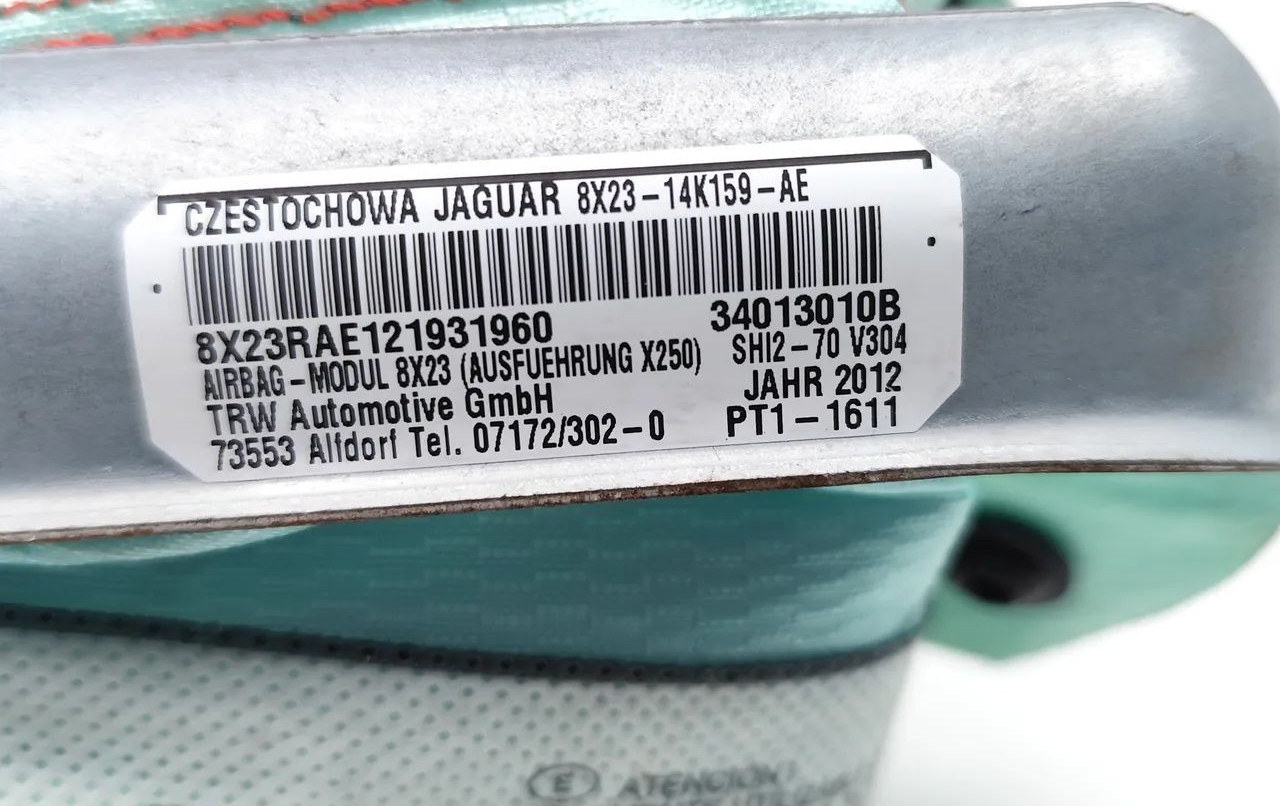 CZESTOCHOWA JAGUAR 8X23-14K159-AE
8X23RAE121931960 34013010B
AIRBAG-MODUL 8X23 (AUSFUEHRUNG X250) SHI2-70 V304
TRW Automotive GmbH JAHR 2012
73553 Alfdorf Tel. 07172/302-0 PT1-1611
E ATENCION